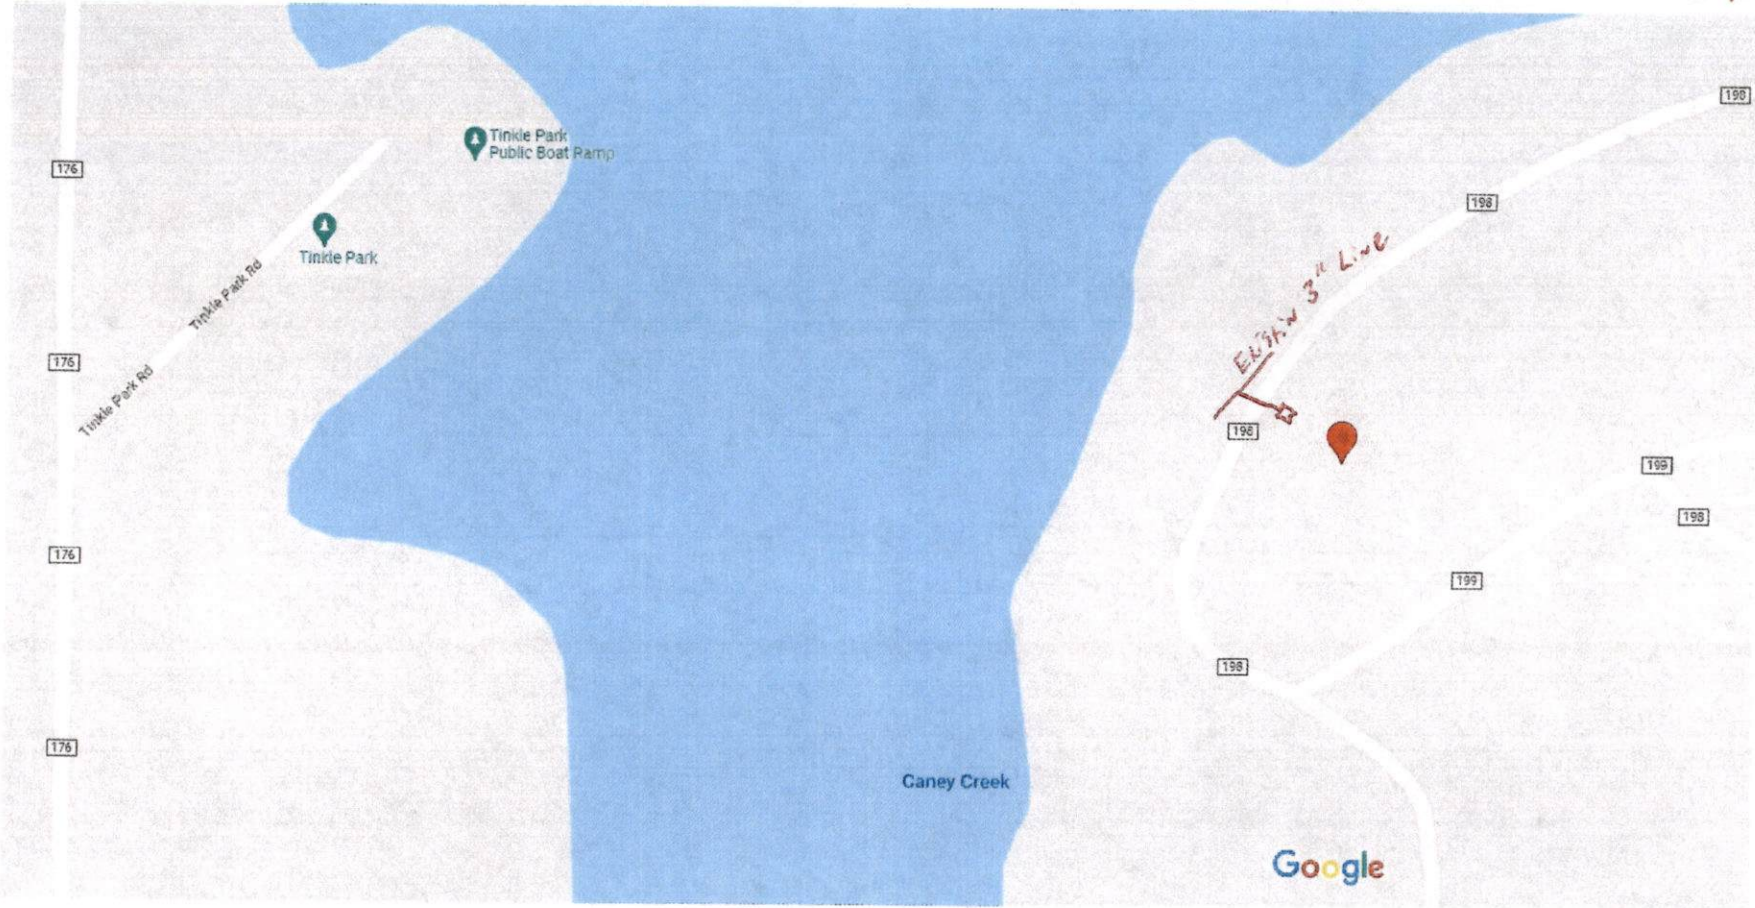 198
Tinkle Park
Public Boat Ramp
176
198
Tinkle Park
Tinkle Park Rd
3" Line
176
Tinkle Park Rd
198
199
198
176
199
198
176
Caney Creek
Google